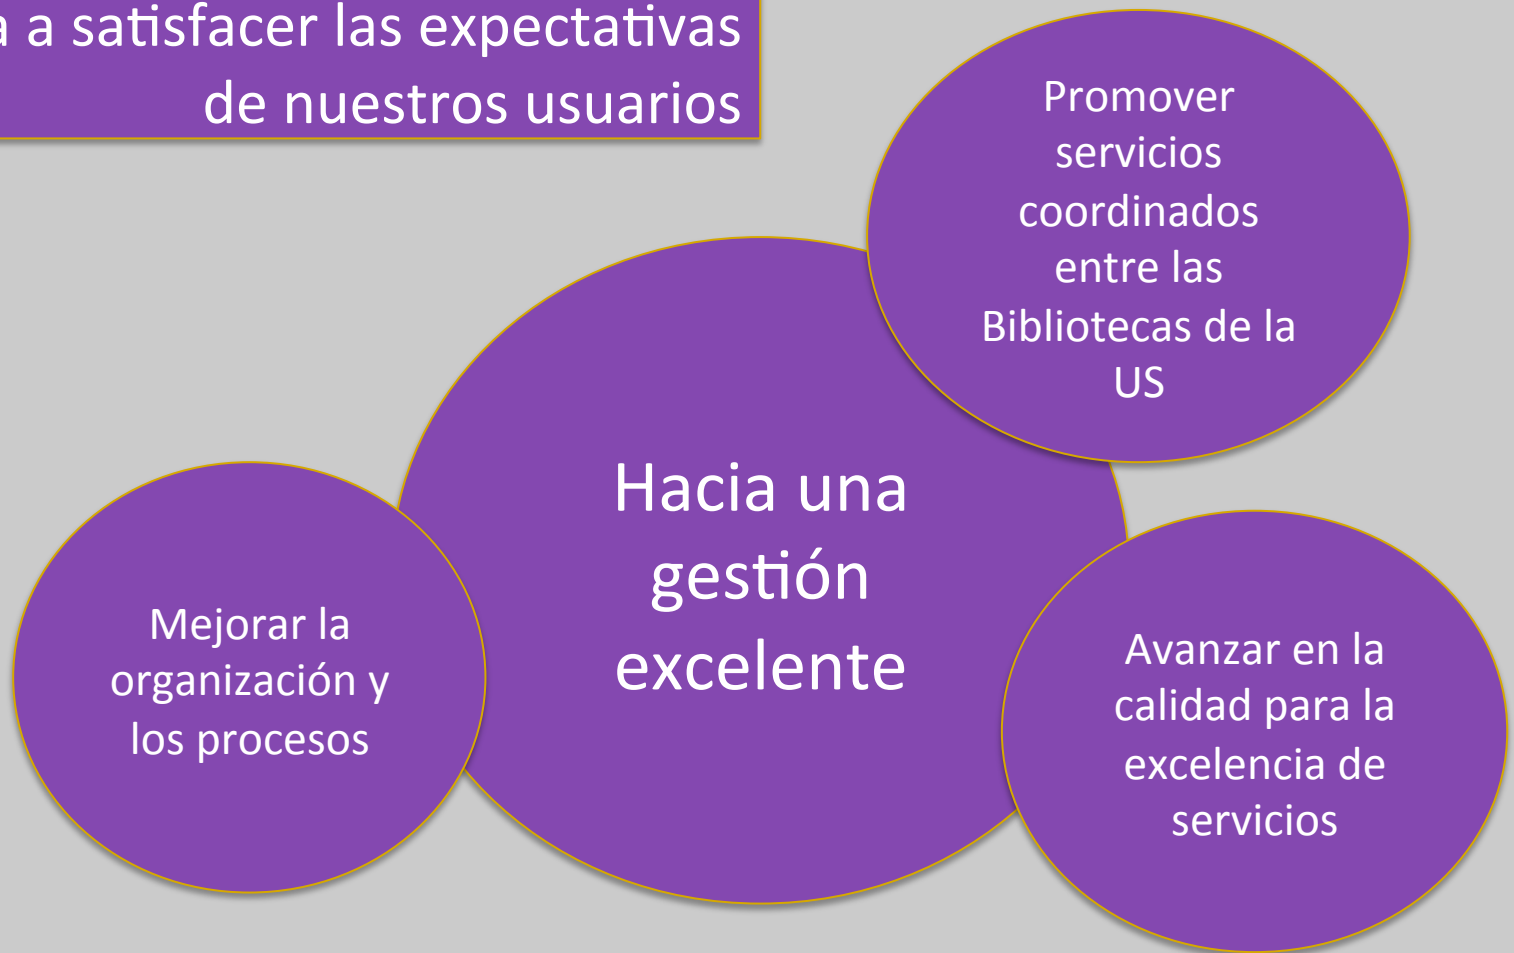 a a satisfacer las expectativas
de nuestros usuarios
Promover
servicios
coordinados
entre las
Bibliotecas de la
US
Hacia una
gestión
excelente
Mejorar la
organización y
los procesos
Avanzar en la
calidad para la
excelencia de
servicios